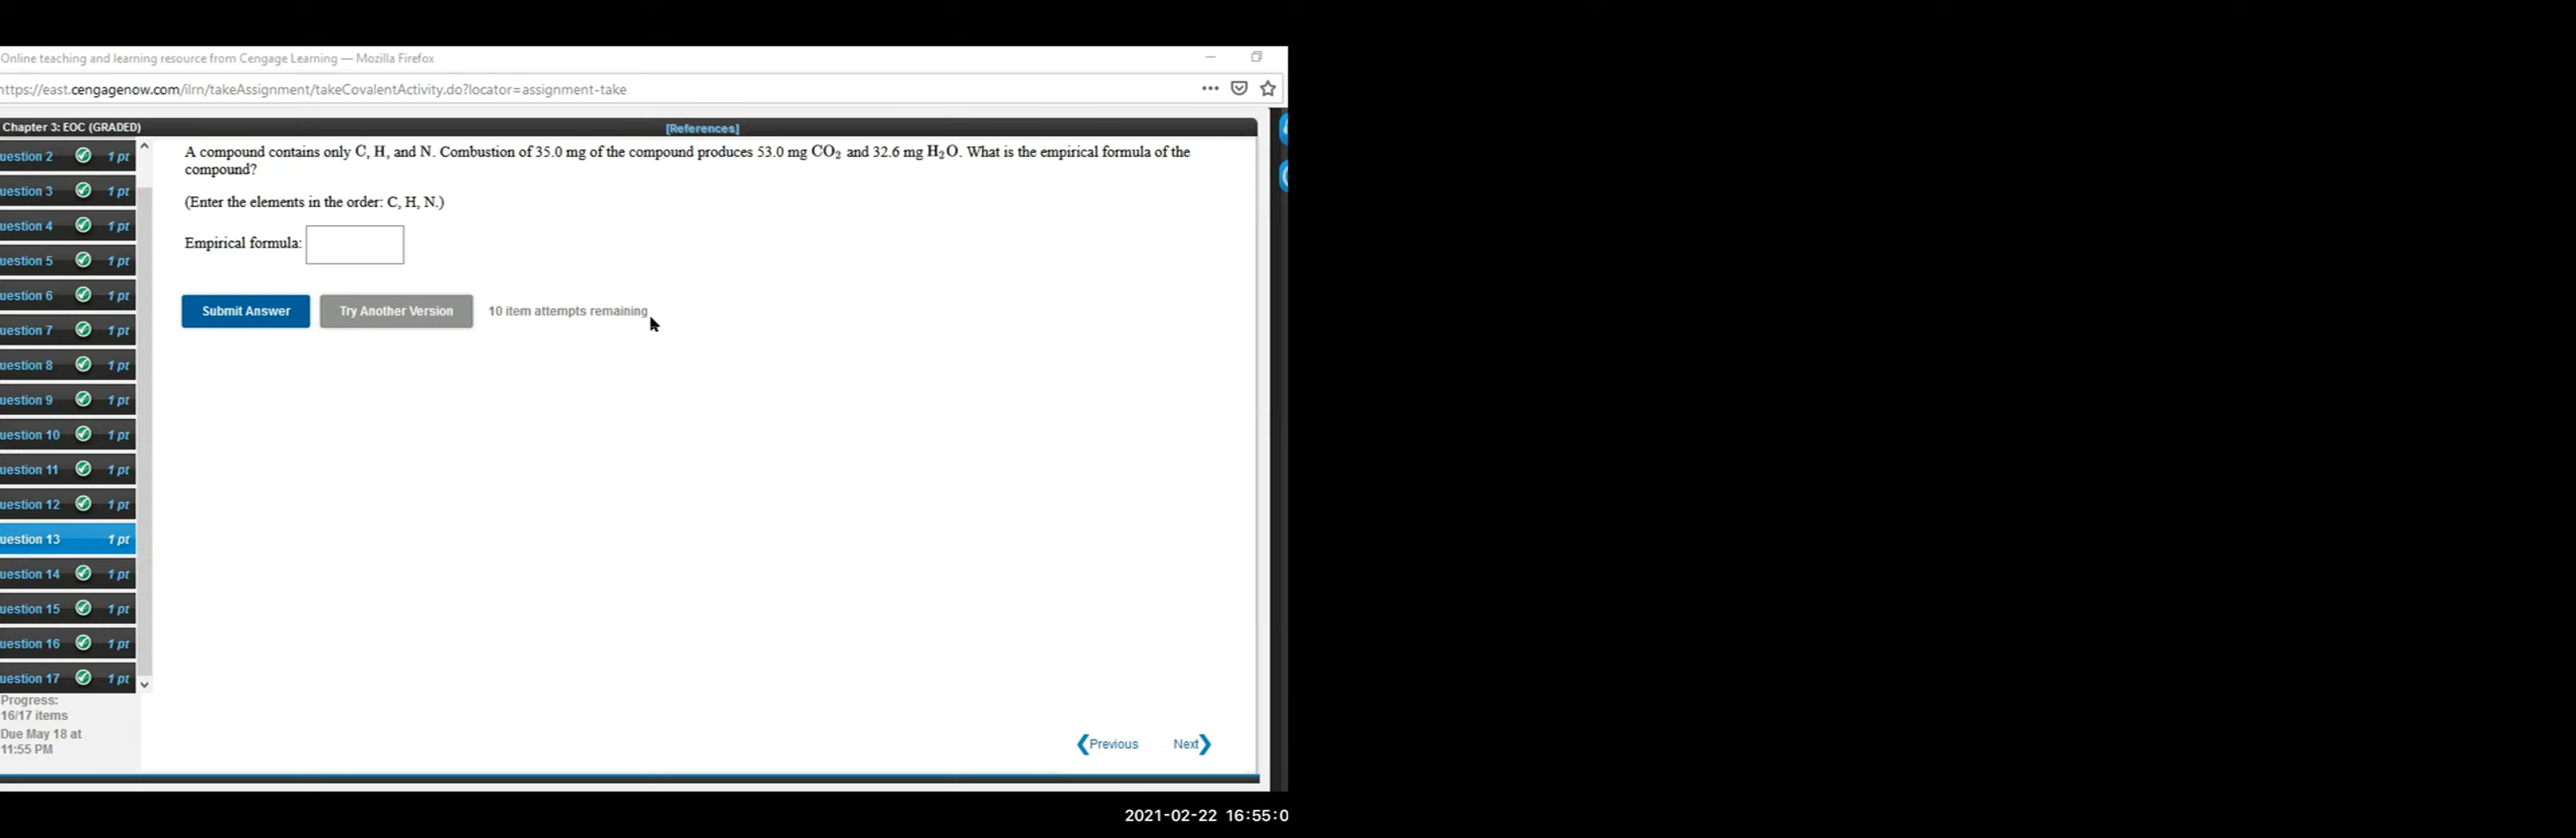 Online teaching and learning resource from Cengage Learning — Mozilla Firefox
https://east.cengagenow.com/ilrn/takeAssignment/takeCovalentActivity.do?locator=assignment-take
Chapter 3: EOC (GRADED)
[References]
uestion 2 1 pt
uestion 3 1 pt
uestion 4 1 pt
uestion 5 1 pt
uestion 6 1 pt
uestion 7 1 pt
uestion 8 1 pt
uestion 9 1 pt
uestion 10 1 pt
uestion 11 1 pt
uestion 12 1 pt
uestion 13 1 pt
uestion 14 1 pt
uestion 15 1 pt
uestion 16 1 pt
uestion 17 1 pt
Progress:
16/17 items
Due May 18 at
11:55 PM
A compound contains only C, H, and N. Combustion of 35.0 mg of the compound produces 53.0 mg CO₂ and 32.6 mg H₂O. What is the empirical formula of the
compound?
(Enter the elements in the order: C, H, N.)
Empirical formula:
Submit Answer Try Another Version 10 item attempts remaining
Previous Next
2021-02-22 16:55:0